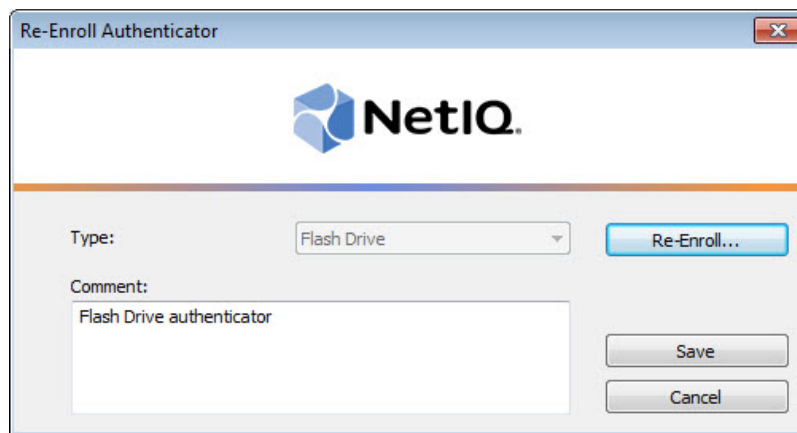 Re-Enroll Authenticator
NetIQ.
Type:
Flash Drive
Re-Enroll...
Comment:
Flash Drive authenticator
Save
Cancel